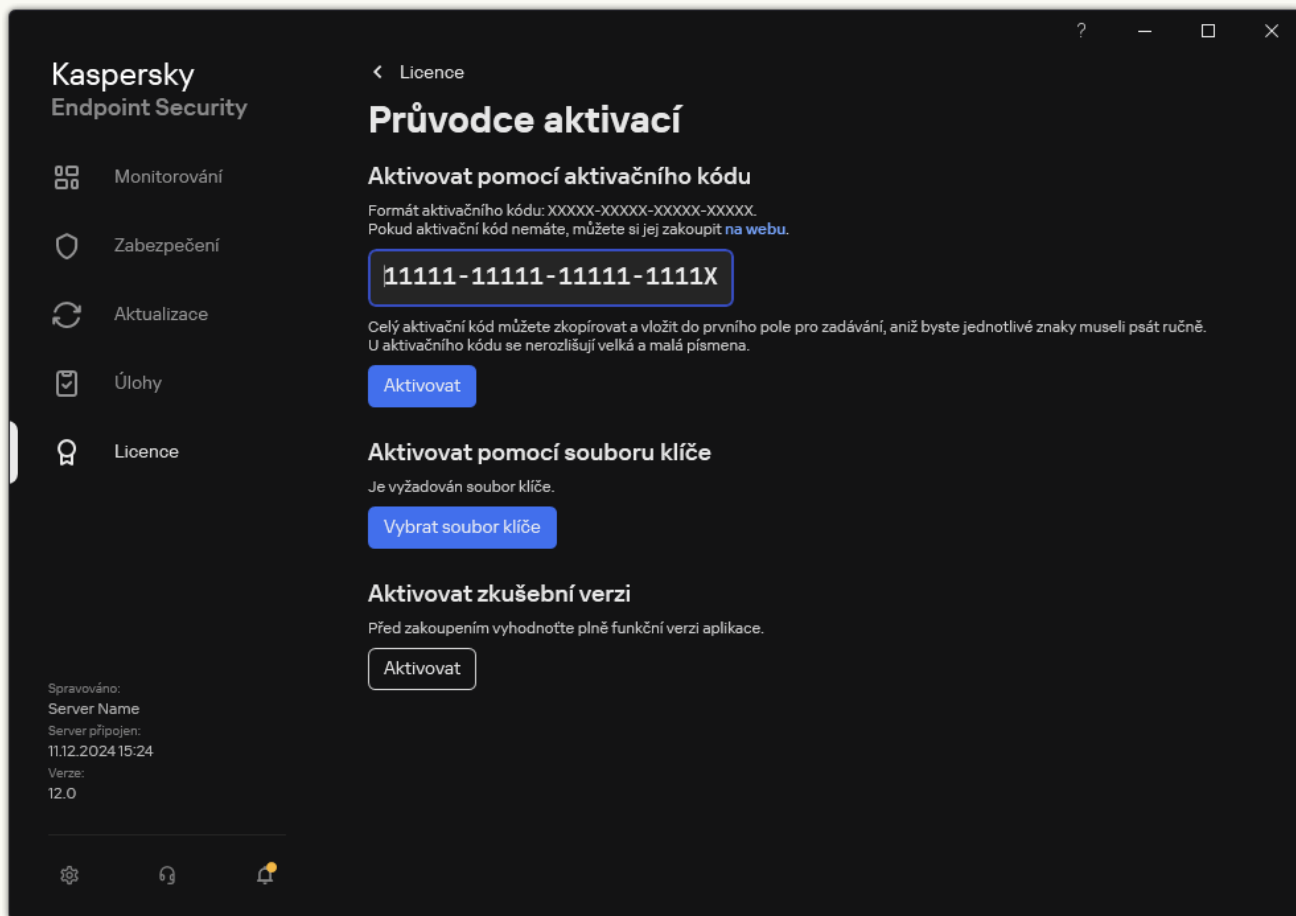 ?
Kaspersky
Endpoint Security
Monitorování
Zabezpečení
Aktualizace
Úlohy
Licence
Spravováno:
Server Name
Server připojen:
11.12.2024 15:24
Verze:
12.0
Licence
Průvodce aktivací
Aktivovat pomocí aktivačního kódu
Formát aktivačního kódu: XXXXX-XXXXX-XXXXX-XXXXX.
Pokud aktivační kód nemáte, můžete si jej zakoupit na webu.
11111-11111-11111-1111X
Celý aktivační kód můžete zkopírovat a vložit do prvního pole pro zadávání, aniž byste jednotlivé znaky museli psát ručně.
U aktivačního kódu se nerozlišují velká a malá písmena.
Aktivovat
Aktivovat pomocí souboru klíče
Je vyžadován soubor klíče.
Vybrat soubor klíče
Aktivovat zkušební verzi
Před zakoupením vyhodnoťte plně funkční verzi aplikace.
Aktivovat